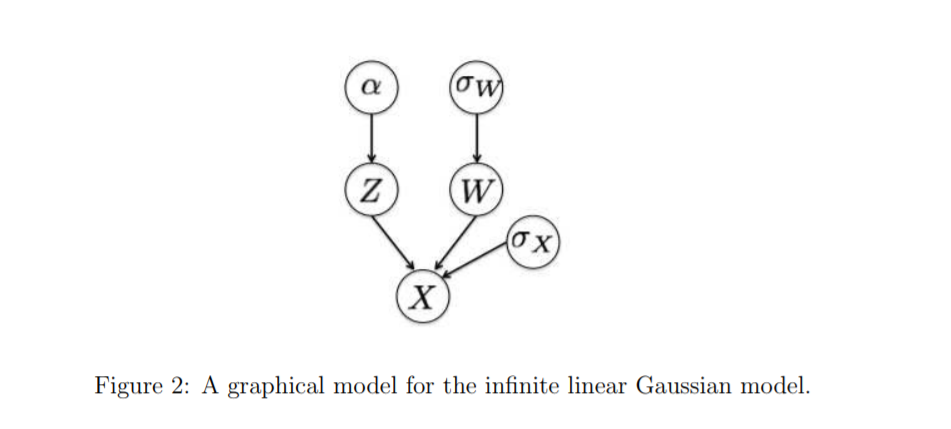 α σW
Z W
σX
X
Figure 2: A graphical model for the infinite linear Gaussian model.